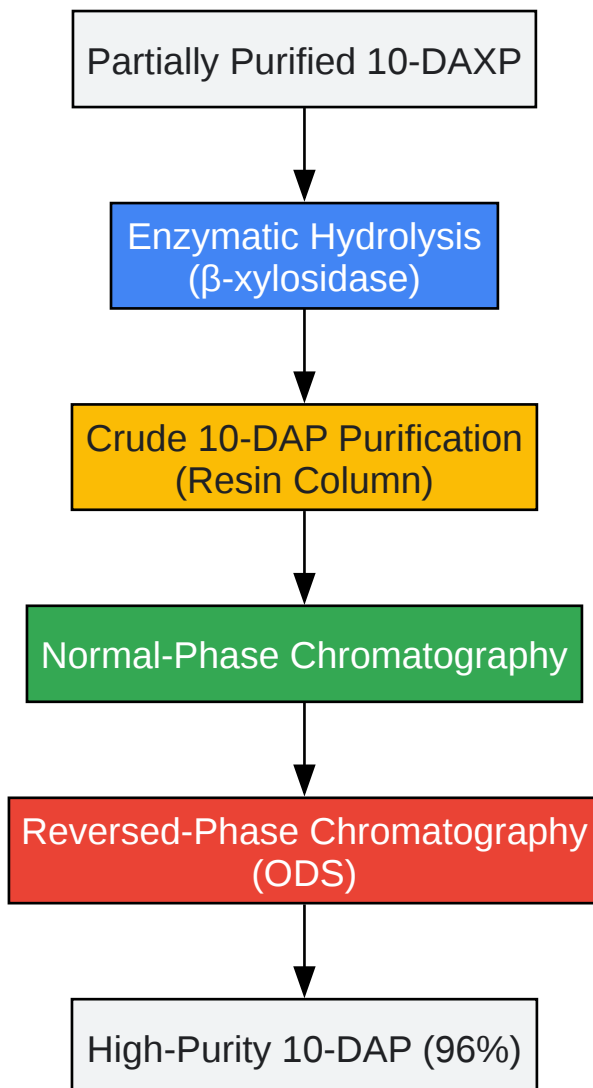 Partially Purified 10-DAXP
Enzymatic Hydrolysis
(β-xylosidase)
Crude 10-DAP Purification
(Resin Column)
Normal-Phase Chromatography
Reversed-Phase Chromatography
(ODS)
High-Purity 10-DAP (96%)